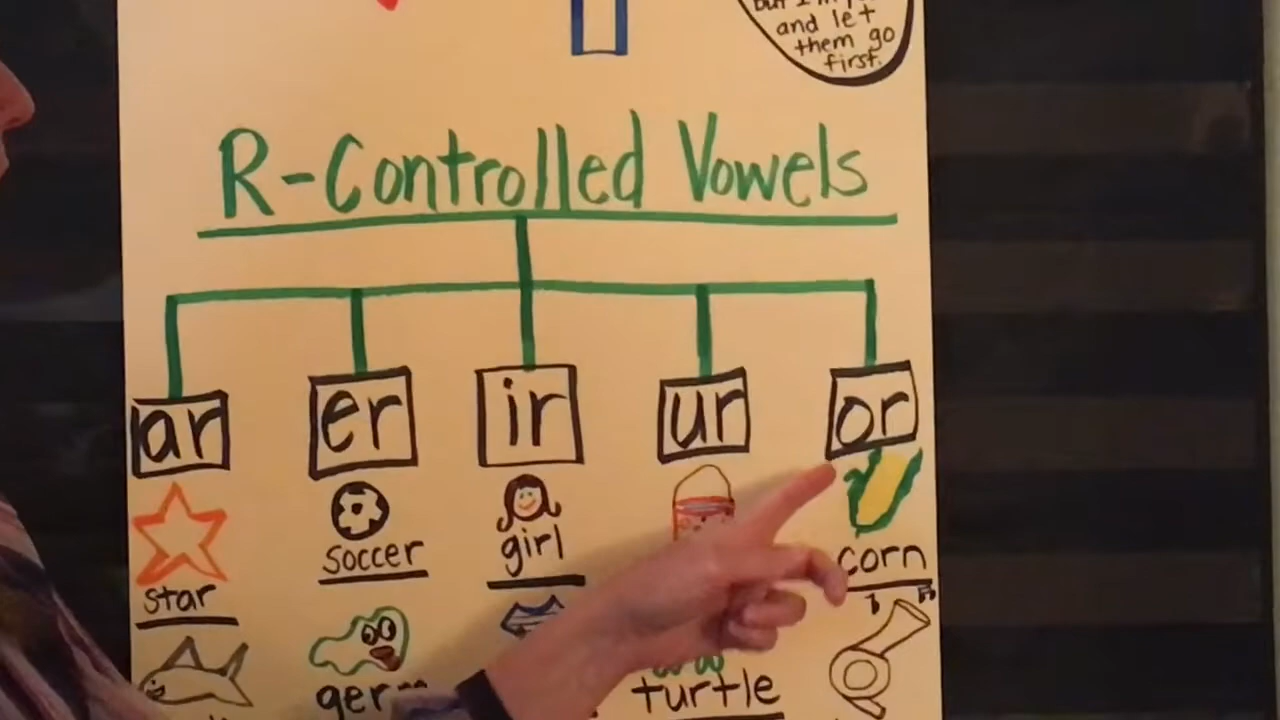 and let
them go
first.
R-Controlled Vowels
ar er ir ur or
soccer girl corn
star
turtle